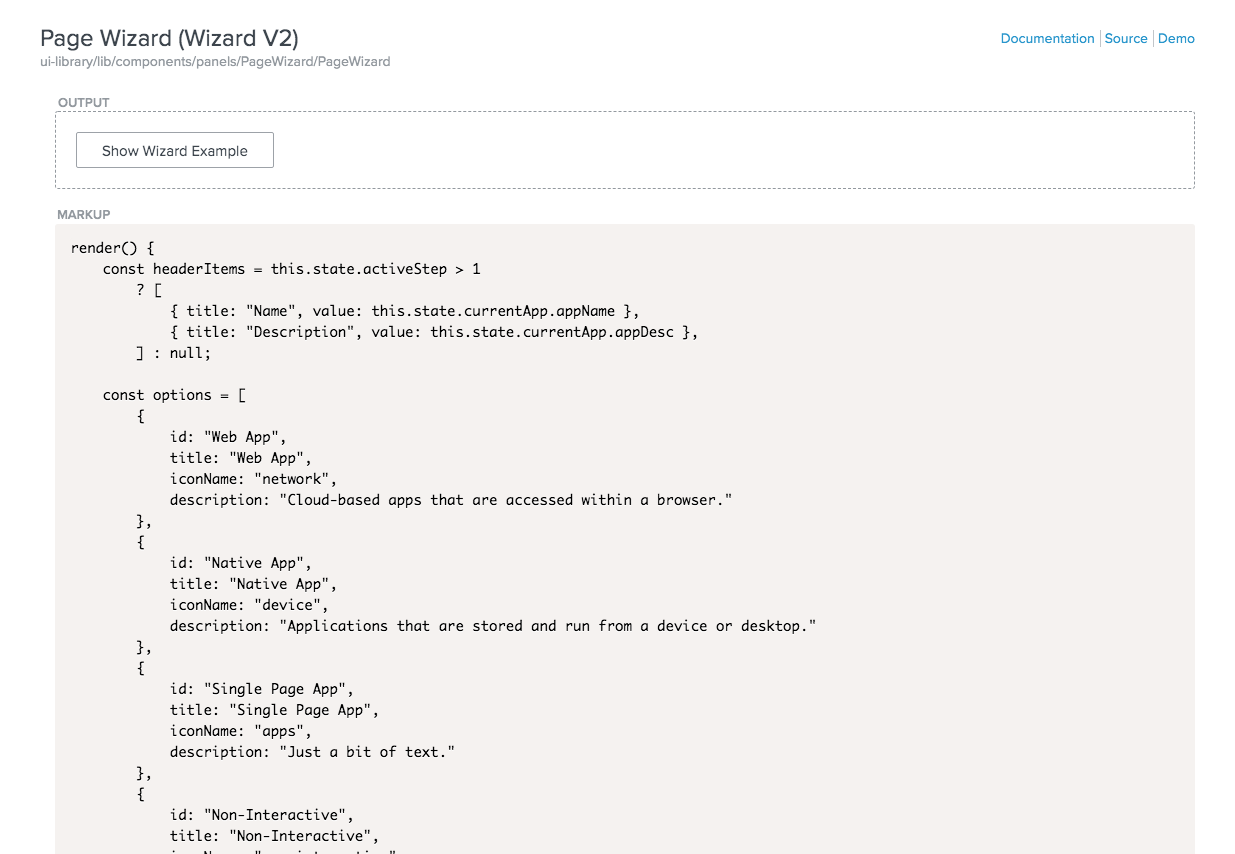 Page Wizard (Wizard V2)
Documentation Source Demo
ui-library/lib/components/panels/PageWizard/PageWizard
OUTPUT
Show Wizard Example
MARKUP
render() {
    const headerItems = this.state.activeStep > 1
        ? [
            { title: "Name", value: this.state.currentApp.appName },
            { title: "Description", value: this.state.currentApp.appDesc },
        ] : null;

    const options = [
        {
            id: "Web App",
            title: "Web App",
            iconName: "network",
            description: "Cloud-based apps that are accessed within a browser."
        },
        {
            id: "Native App",
            title: "Native App",
            iconName: "device",
            description: "Applications that are stored and run from a device or desktop."
        },
        {
            id: "Single Page App",
            title: "Single Page App",
            iconName: "apps",
            description: "Just a bit of text."
        },
        {
            id: "Non-Interactive",
            title: "Non-Interactive",